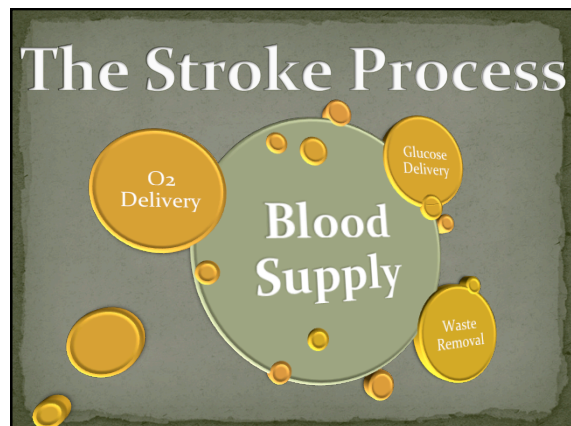 The Stroke Process
O2
Delivery
Glucose
Delivery
Blood
Supply
Waste
Removal